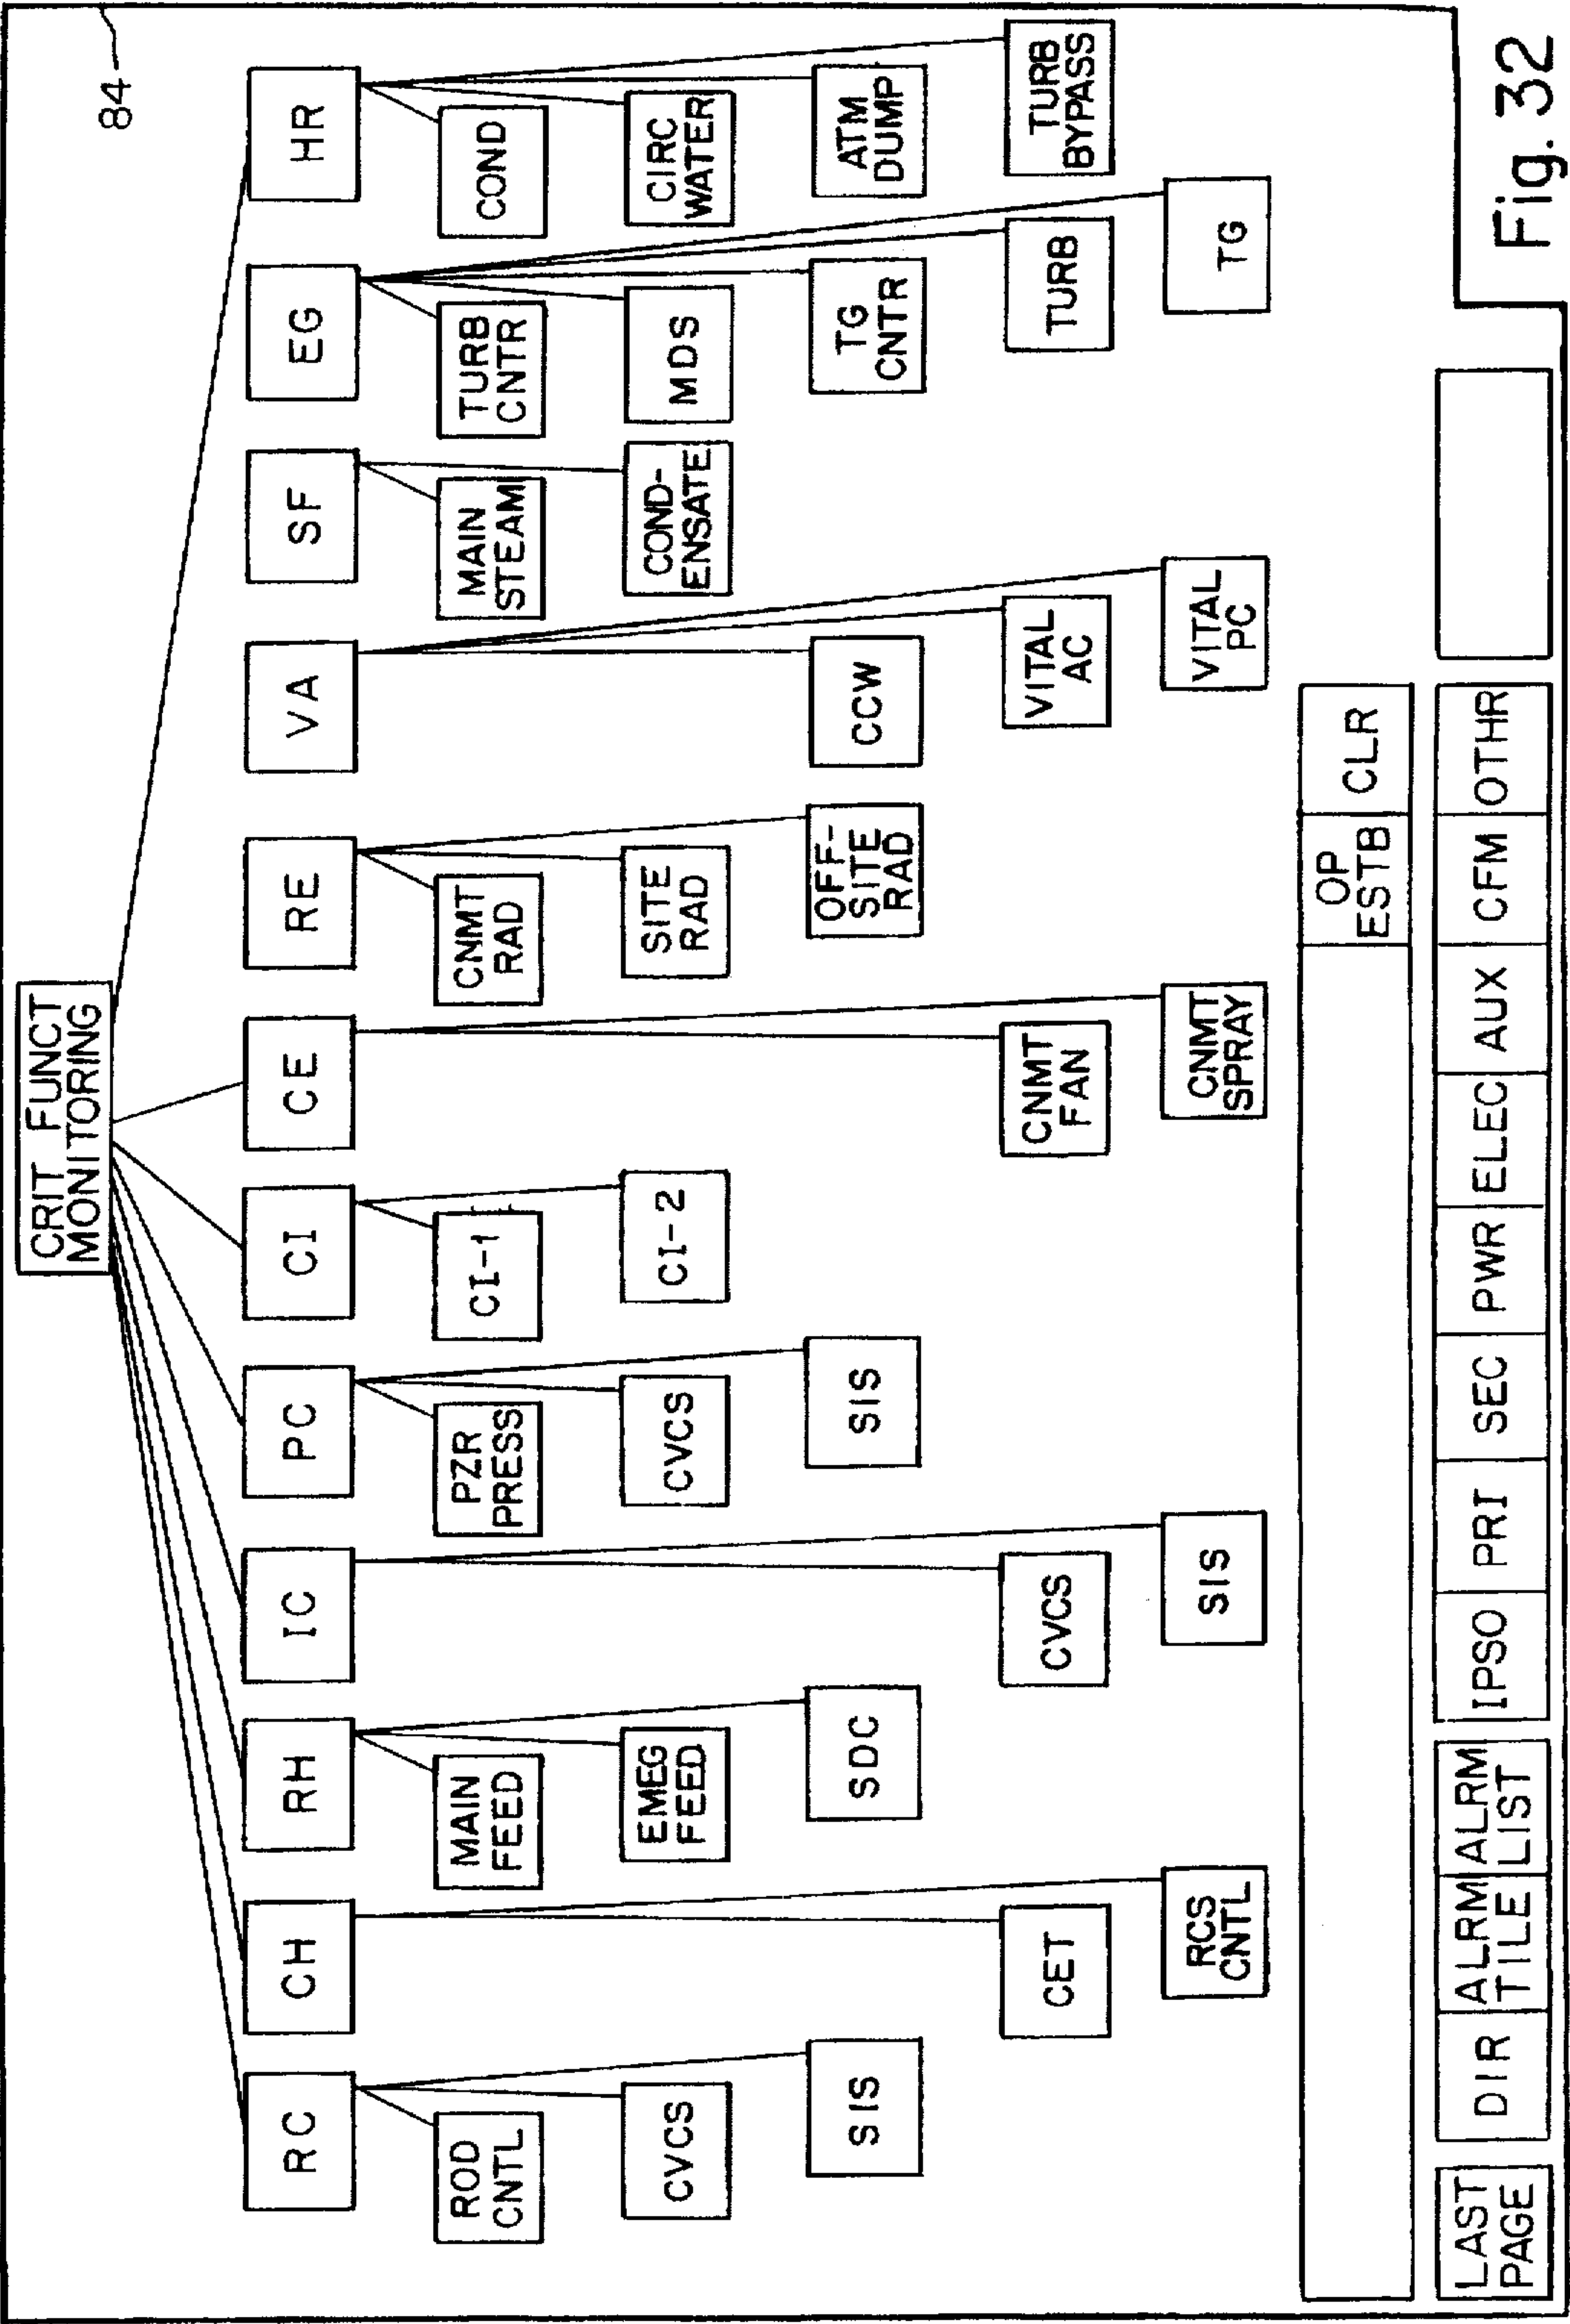 84
CRIT FUNCT
MONITORING
RC
CH
RH
IC
PC
CI
CE
RE
VA
SF
EG
HR
ROD
CNTL
MAIN
FEED
PZR
PRESS
CI-1
CNMT
RAD
MAIN
STEAM
TURB
CNTR
COND
CVCS
EMEG
FEED
CVCS
CI-2
SITE
RAD
COND-
ENSATE
MDS
CIRC
WATER
SIS
SDC
SIS
OFF-
SITE
RAD
CCW
TG
CNTR
ATM
DUMP
CET
CVCS
CNMT
FAN
VITAL
AC
TURB
TURB
BYPASS
RCS
CNTL
SIS
CNMT
SPRAY
VITAL
PC
TG
OP
ESTB
CLR
LAST
PAGE
DIR
ALRM
TILE
ALRM
LIST
IPSO
PRI
SEC
PWR
ELEC
AUX
CFM
OTHR
Fig. 32